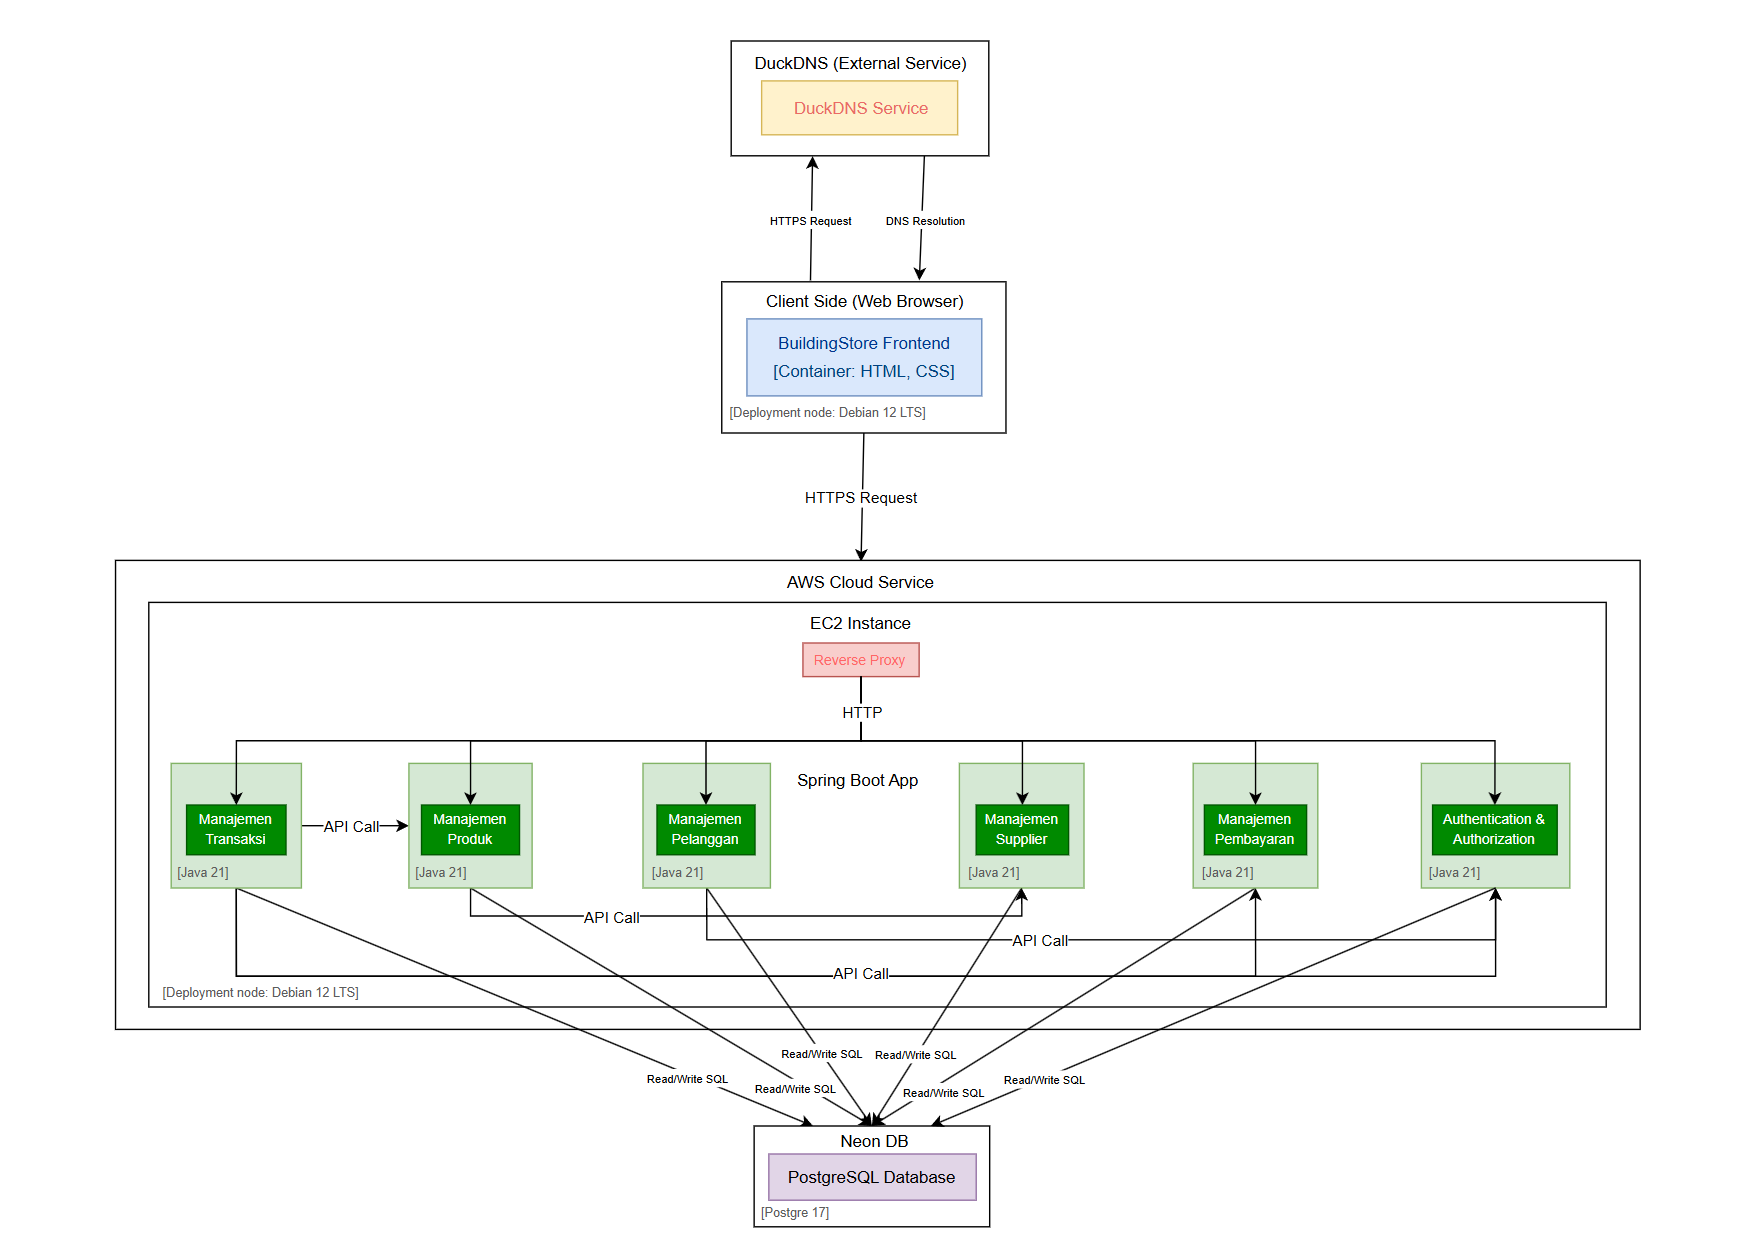 DuckDNS (External Service)
DuckDNS Service
HTTPS Request
DNS Resolution
Client Side (Web Browser)
BuildingStore Frontend
[Container: HTML, CSS]
[Deployment node: Debian 12 LTS]
HTTPS Request
AWS Cloud Service
EC2 Instance
Reverse Proxy
HTTP
Spring Boot App
Manajemen
Transaksi
[Java 21]
API Call
Manajemen
Produk
[Java 21]
Manajemen
Pelanggan
[Java 21]
Manajemen
Supplier
[Java 21]
Manajemen
Pembayaran
[Java 21]
Authentication &
Authorization
[Java 21]
API Call
API Call
API Call
[Deployment node: Debian 12 LTS]
Read/Write SQL
Read/Write SQL
Read/Write SQL
Read/Write SQL
Read/Write SQL
Read/Write SQL
Neon DB
PostgreSQL Database
[Postgre 17]